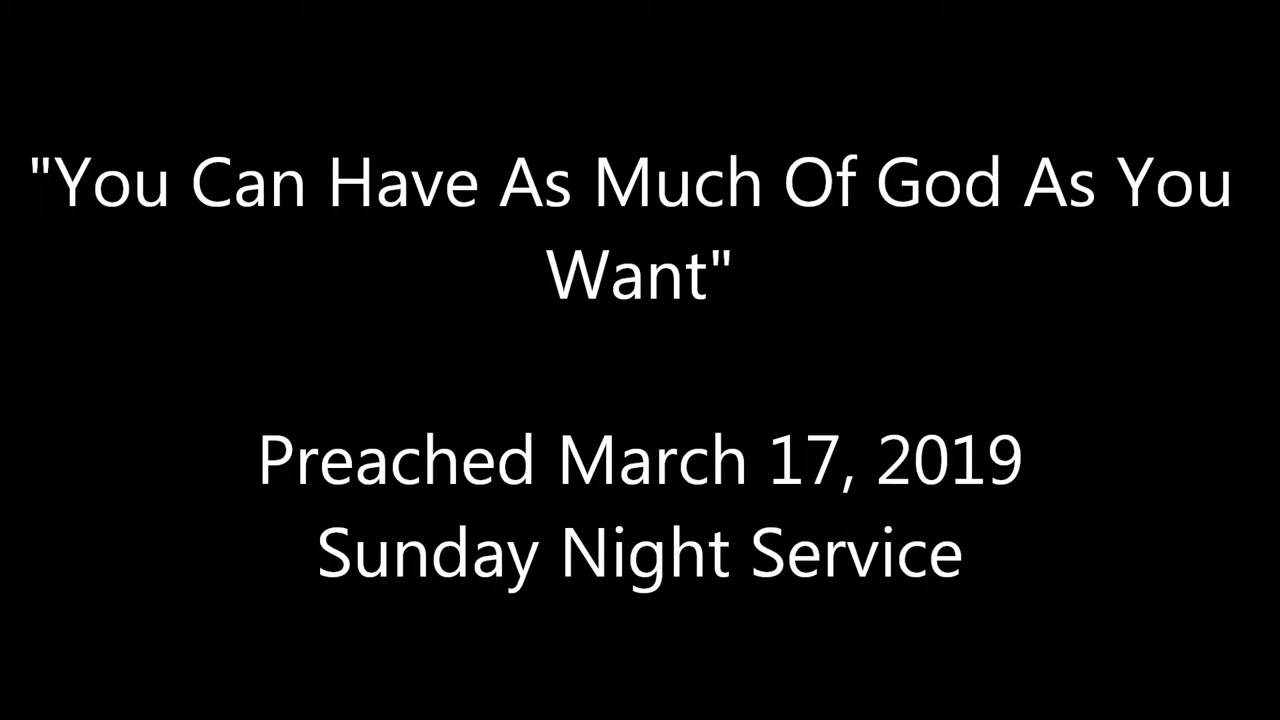 "You Can Have As Much Of God As You
Want"
Preached March 17, 2019
Sunday Night Service